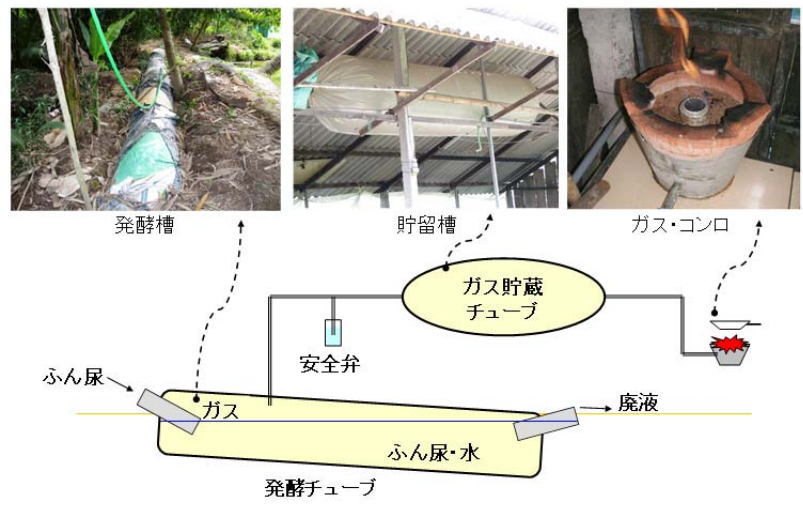 発酵槽
貯留槽
ガス・コンロ
ガス貯蔵
チューブ
安全弁
ふん尿
ガス
廃液
ふん尿・水
発酵チューブ